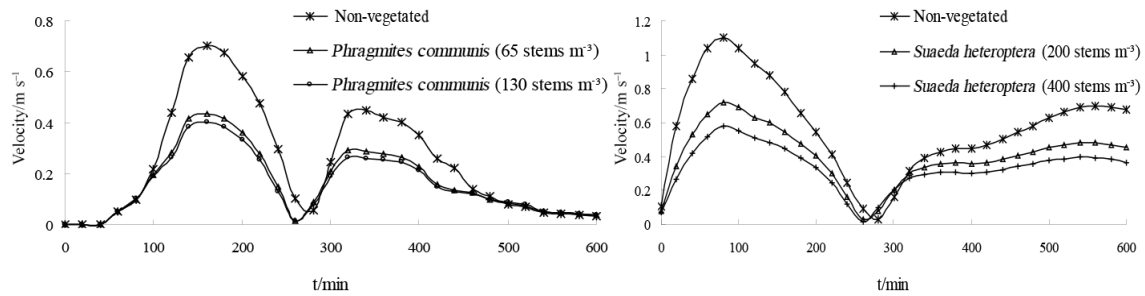 Non-vegetated
Phragmites communis (65 stems m⁻³)
Phragmites communis (130 stems m⁻³)
Velocity/m s⁻¹
0.8
0.6
0.4
0.2
0
0 100 200 300 400 500 600
t/min
Non-vegetated
Suaeda heteroptera (200 stems m⁻³)
Suaeda heteroptera (400 stems m⁻³)
Velocity/m s⁻¹
1.2
1
0.8
0.6
0.4
0.2
0
0 100 200 300 400 500 600
t/min